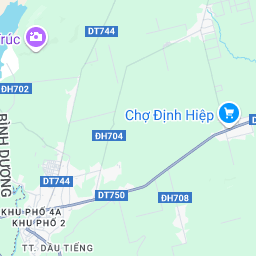 DT744
Trúc
ĐH702
Chợ Định Hiệp
ĐH704
BÌNH DƯƠNG
DT744
DT750
ĐH708
KHU PHỐ 4A
KHU PHỐ 2
TT. DẦU TIẾNG